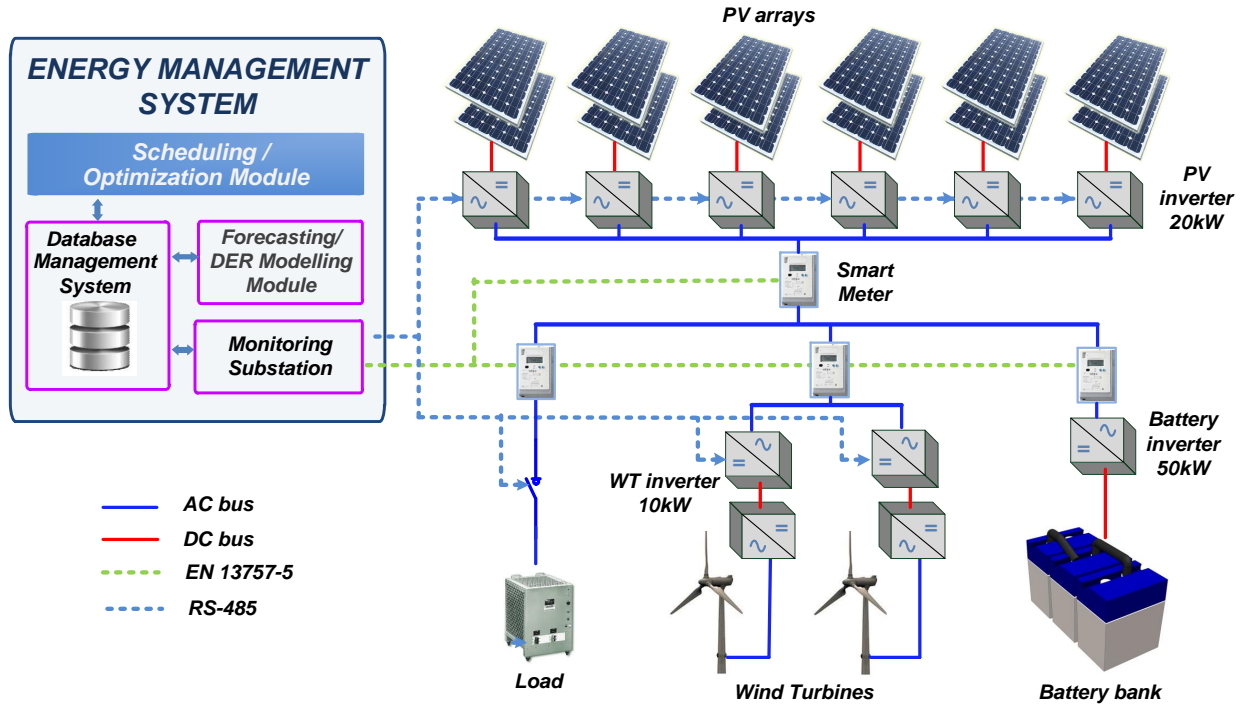 PV arrays
ENERGY MANAGEMENT
SYSTEM
Scheduling /
Optimization Module
Database
Management
System
Forecasting/
DER Modelling
Module
Monitoring
Substation
PV
inverter
20kW
Smart
Meter
Battery
inverter
50kW
WT inverter
10kW
AC bus
DC bus
EN 13757-5
RS-485
Load
Wind Turbines
Battery bank